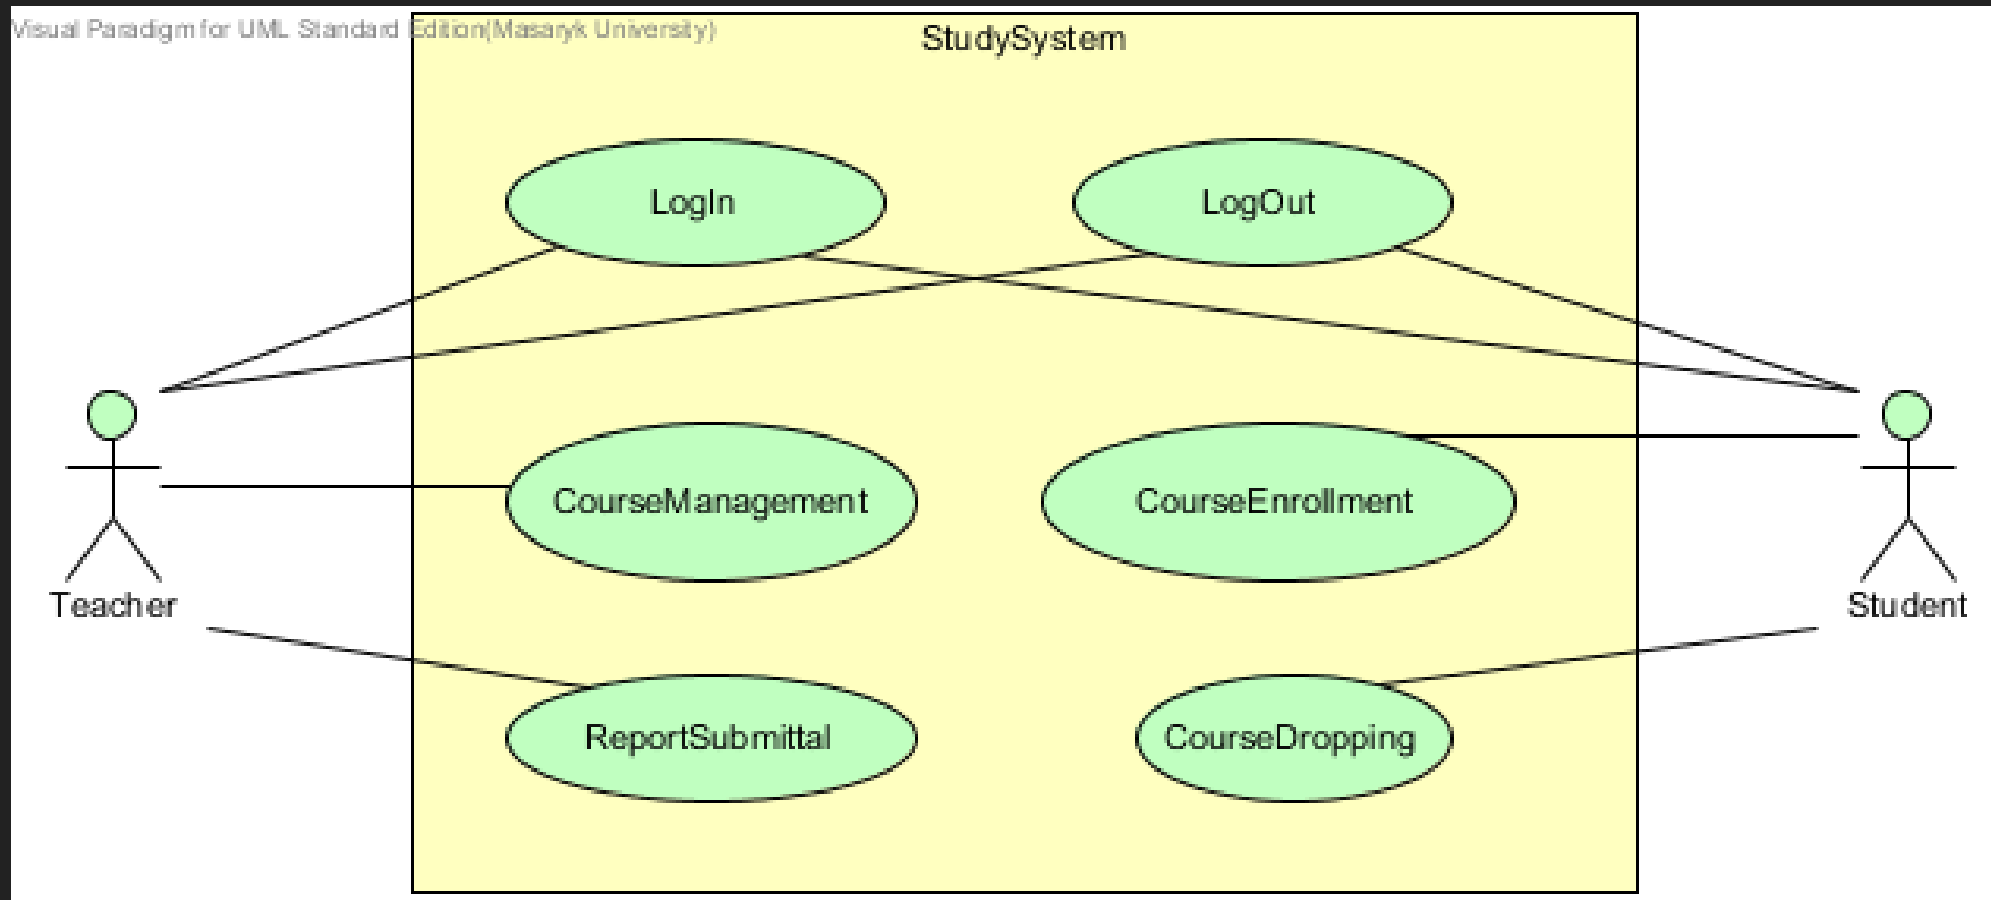 Visual Paradigm for UML Standard Edition(Masaryk University)
StudySystem
LogIn
LogOut
CourseManagement
CourseEnrollment
Teacher
Student
ReportSubmittal
CourseDropping